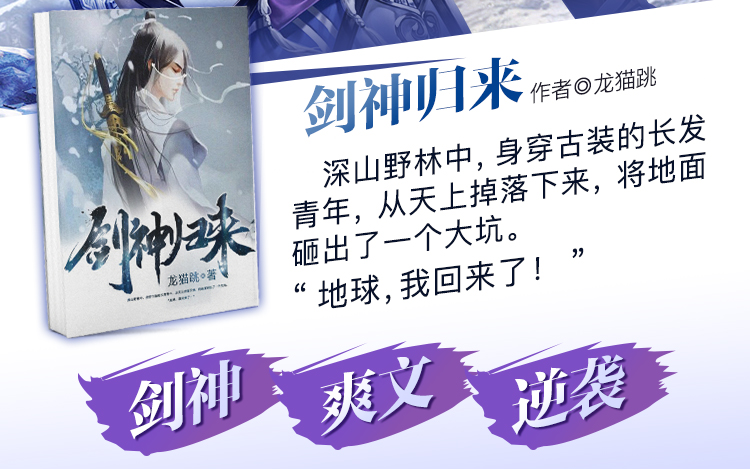 剑神归来 作者◎龙猫跳
深山野林中，身穿古装的长发
青年，从天上掉落下来，将地面
砸出了一个大坑。
“地球，我回来了！”
剑神归来
龙猫跳◎著
剑神 爽文 逆袭